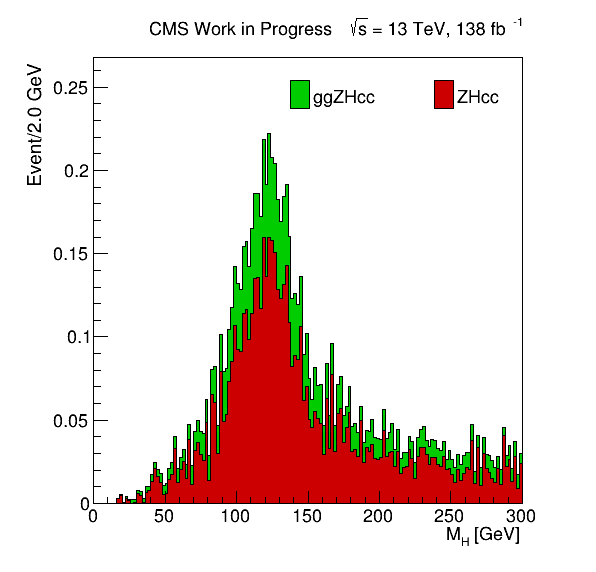 CMS Work in Progress √s = 13 TeV, 138 fb⁻¹
Event/2.0 GeV
ggZHcc ZHcc
0.25
0.2
0.15
0.1
0.05
0
0 50 100 150 200 250 300
M_H [GeV]